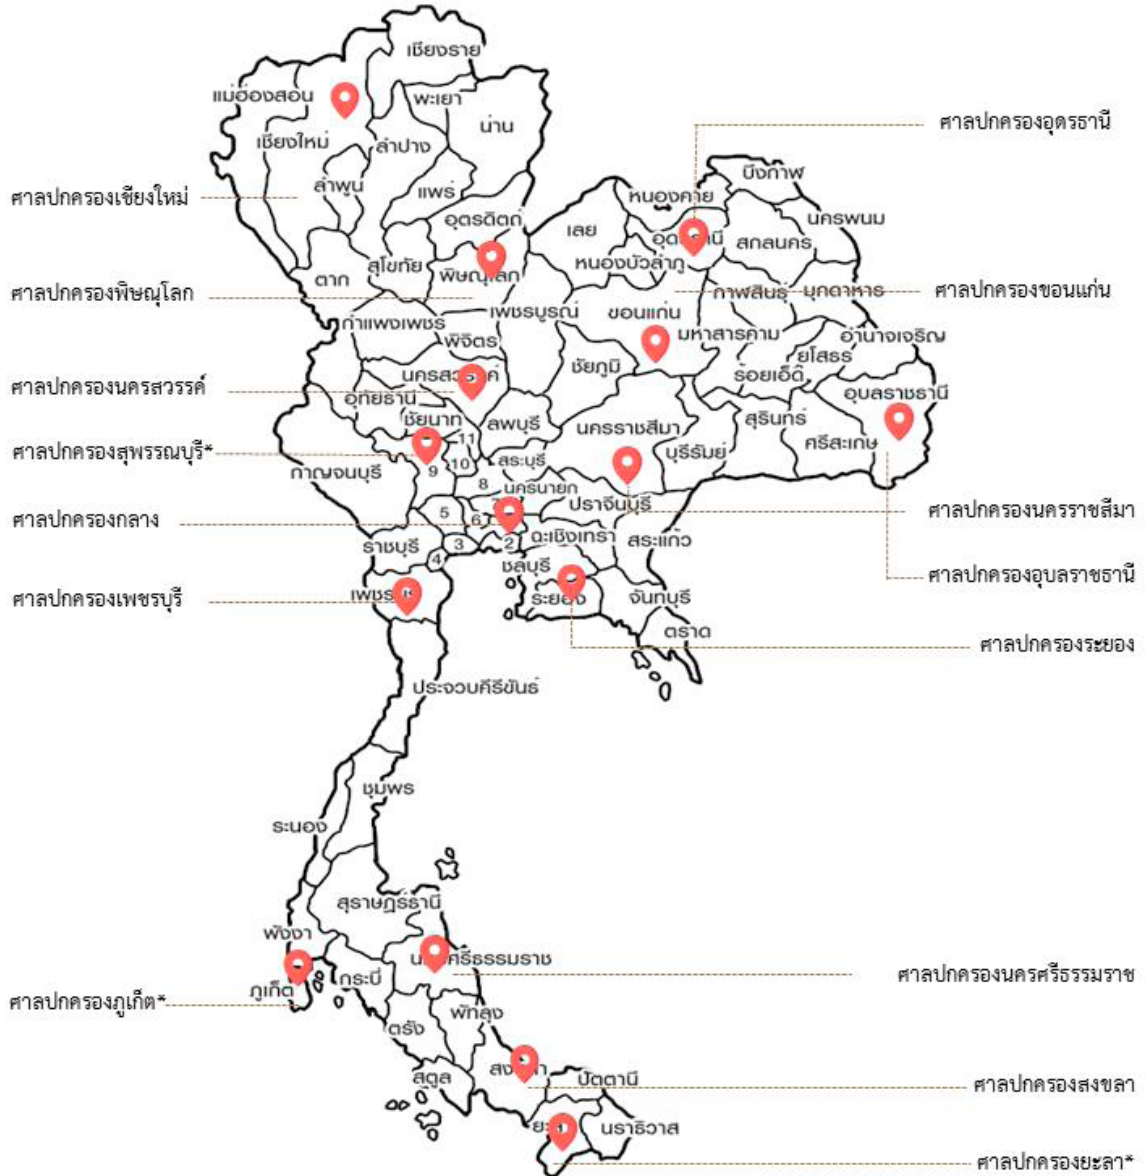 เชียงราย
แม่ฮ่องสอน
พะเยา
น่าน
เชียงใหม่
ลำปาง
ศาลปกครองอุดรธานี
ศาลปกครองเชียงใหม่
ลำพูน
แพร่
อุตรดิตถ์
หนองคาย
บึงกาฬ
นครพนม
เลย
สกลนคร
ตาก
สุโขทัย
พิษณุโลก
หนองบัวลำภู
ศาลปกครองพิษณุโลก
กาฬสินธุ์
มุกดาหาร
ศาลปกครองขอนแก่น
กำแพงเพชร
เพชรบูรณ์
ขอนแก่น
พิจิตร
มหาสารคาม
อำนาจเจริญ
ยโสธร
ศาลปกครองนครสวรรค์
ชัยภูมิ
ร้อยเอ็ด
อุบลราชธานี
อุทัยธานี
ชัยนาท
ลพบุรี
นครราชสีมา
สุรินทร์
ศรีสะเกษ
บุรีรัมย์
ศาลปกครองสุพรรณบุรี*
11
กาญจนบุรี
9
10
สระบุรี
8
นครนายก
ปราจีนบุรี
ศาลปกครองนครราชสีมา
ศาลปกครองกลาง
5
6
7
ฉะเชิงเทรา
สระแก้ว
ราชบุรี
3
2
4
ชลบุรี
ศาลปกครองอุบลราชธานี
ศาลปกครองเพชรบุรี
ระยอง
จันทบุรี
ตราด
ศาลปกครองระยอง
ประจวบคีรีขันธ์
ชุมพร
ระนอง
สุราษฎร์ธานี
พังงา
ศาลปกครองนครศรีธรรมราช
ภูเก็ต
กระบี่
ศาลปกครองภูเก็ต*
ตรัง
พัทลุง
สตูล
ปัตตานี
ศาลปกครองสงขลา
นราธิวาส
ศาลปกครองยะลา*